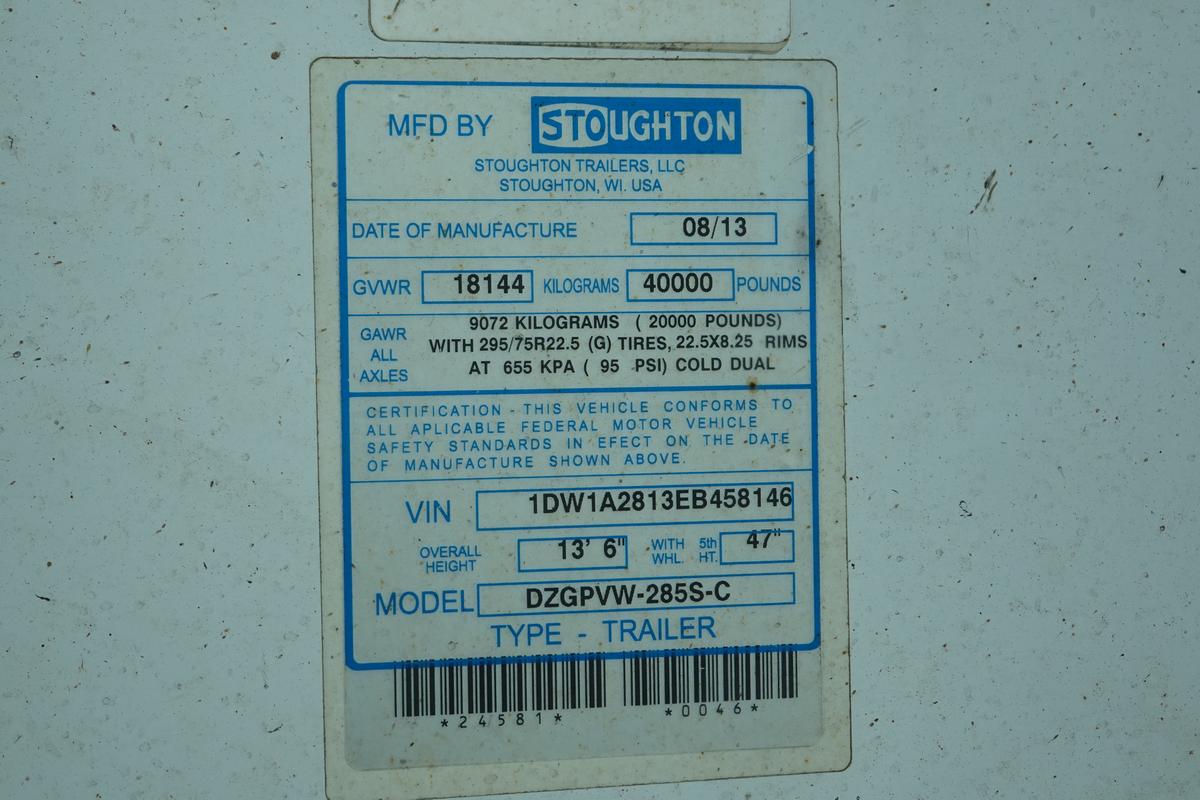 MFD BY STOUGHTON
STOUGHTON TRAILERS, LLC
STOUGHTON, WI. USA
DATE OF MANUFACTURE 08/13
GVWR 18144 KILOGRAMS 40000 POUNDS
GAWR ALL AXLES
9072 KILOGRAMS ( 20000 POUNDS)
WITH 295/75R22.5 (G) TIRES, 22.5X8.25 RIMS
AT 655 KPA ( 95 PSI) COLD DUAL
CERTIFICATION - THIS VEHICLE CONFORMS TO
ALL APLICABLE FEDERAL MOTOR VEHICLE
SAFETY STANDARDS IN EFECT ON THE DATE
OF MANUFACTURE SHOWN ABOVE.
VIN 1DW1A2813EB458146
OVERALL HEIGHT 13' 6" WITH WHL. 5th HT. 47"
MODEL DZGPVW-285S-C
TYPE - TRAILER
*24581* *0046*